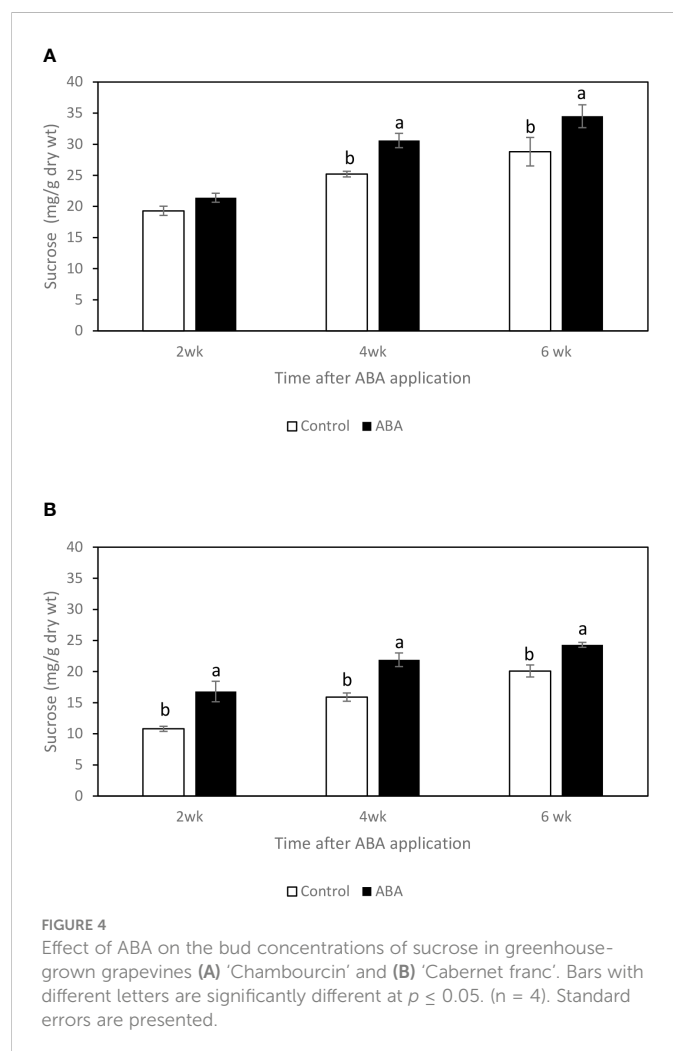 A
40
35
30
25
20
15
10
5
0
Sucrose (mg/g dry wt)
b
a
b
a
2wk
4wk
6 wk
Time after ABA application
Control
ABA
B
40
35
30
25
20
15
10
5
0
Sucrose (mg/g dry wt)
b
a
b
a
b
a
2wk
4wk
6 wk
Time after ABA application
Control
ABA
FIGURE 4
Effect of ABA on the bud concentrations of sucrose in greenhouse-
grown grapevines (A) ‘Chambourcin’ and (B) ‘Cabernet franc’. Bars with
different letters are significantly different at p ≤ 0.05. (n = 4). Standard
errors are presented.